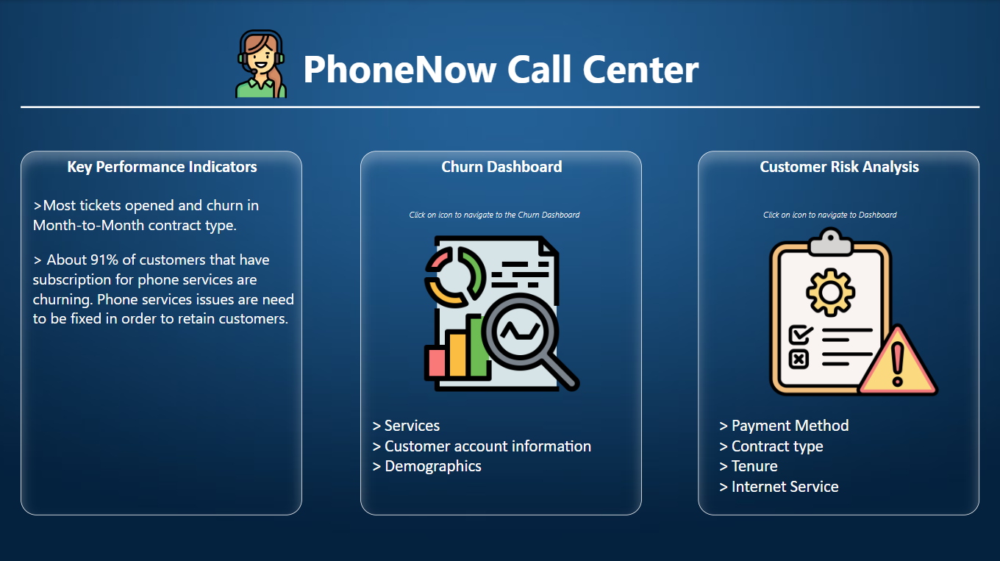 PhoneNow Call Center
Key Performance Indicators
>Most tickets opened and churn in
Month-to-Month contract type.
> About 91% of customers that have
subscription for phone services are
churning. Phone services issues are need
to be fixed in order to retain customers.
Churn Dashboard
Click on icon to navigate to the Churn Dashboard
> Services
> Customer account information
> Demographics
Customer Risk Analysis
Click on icon to navigate to Dashboard
> Payment Method
> Contract type
> Tenure
> Internet Service